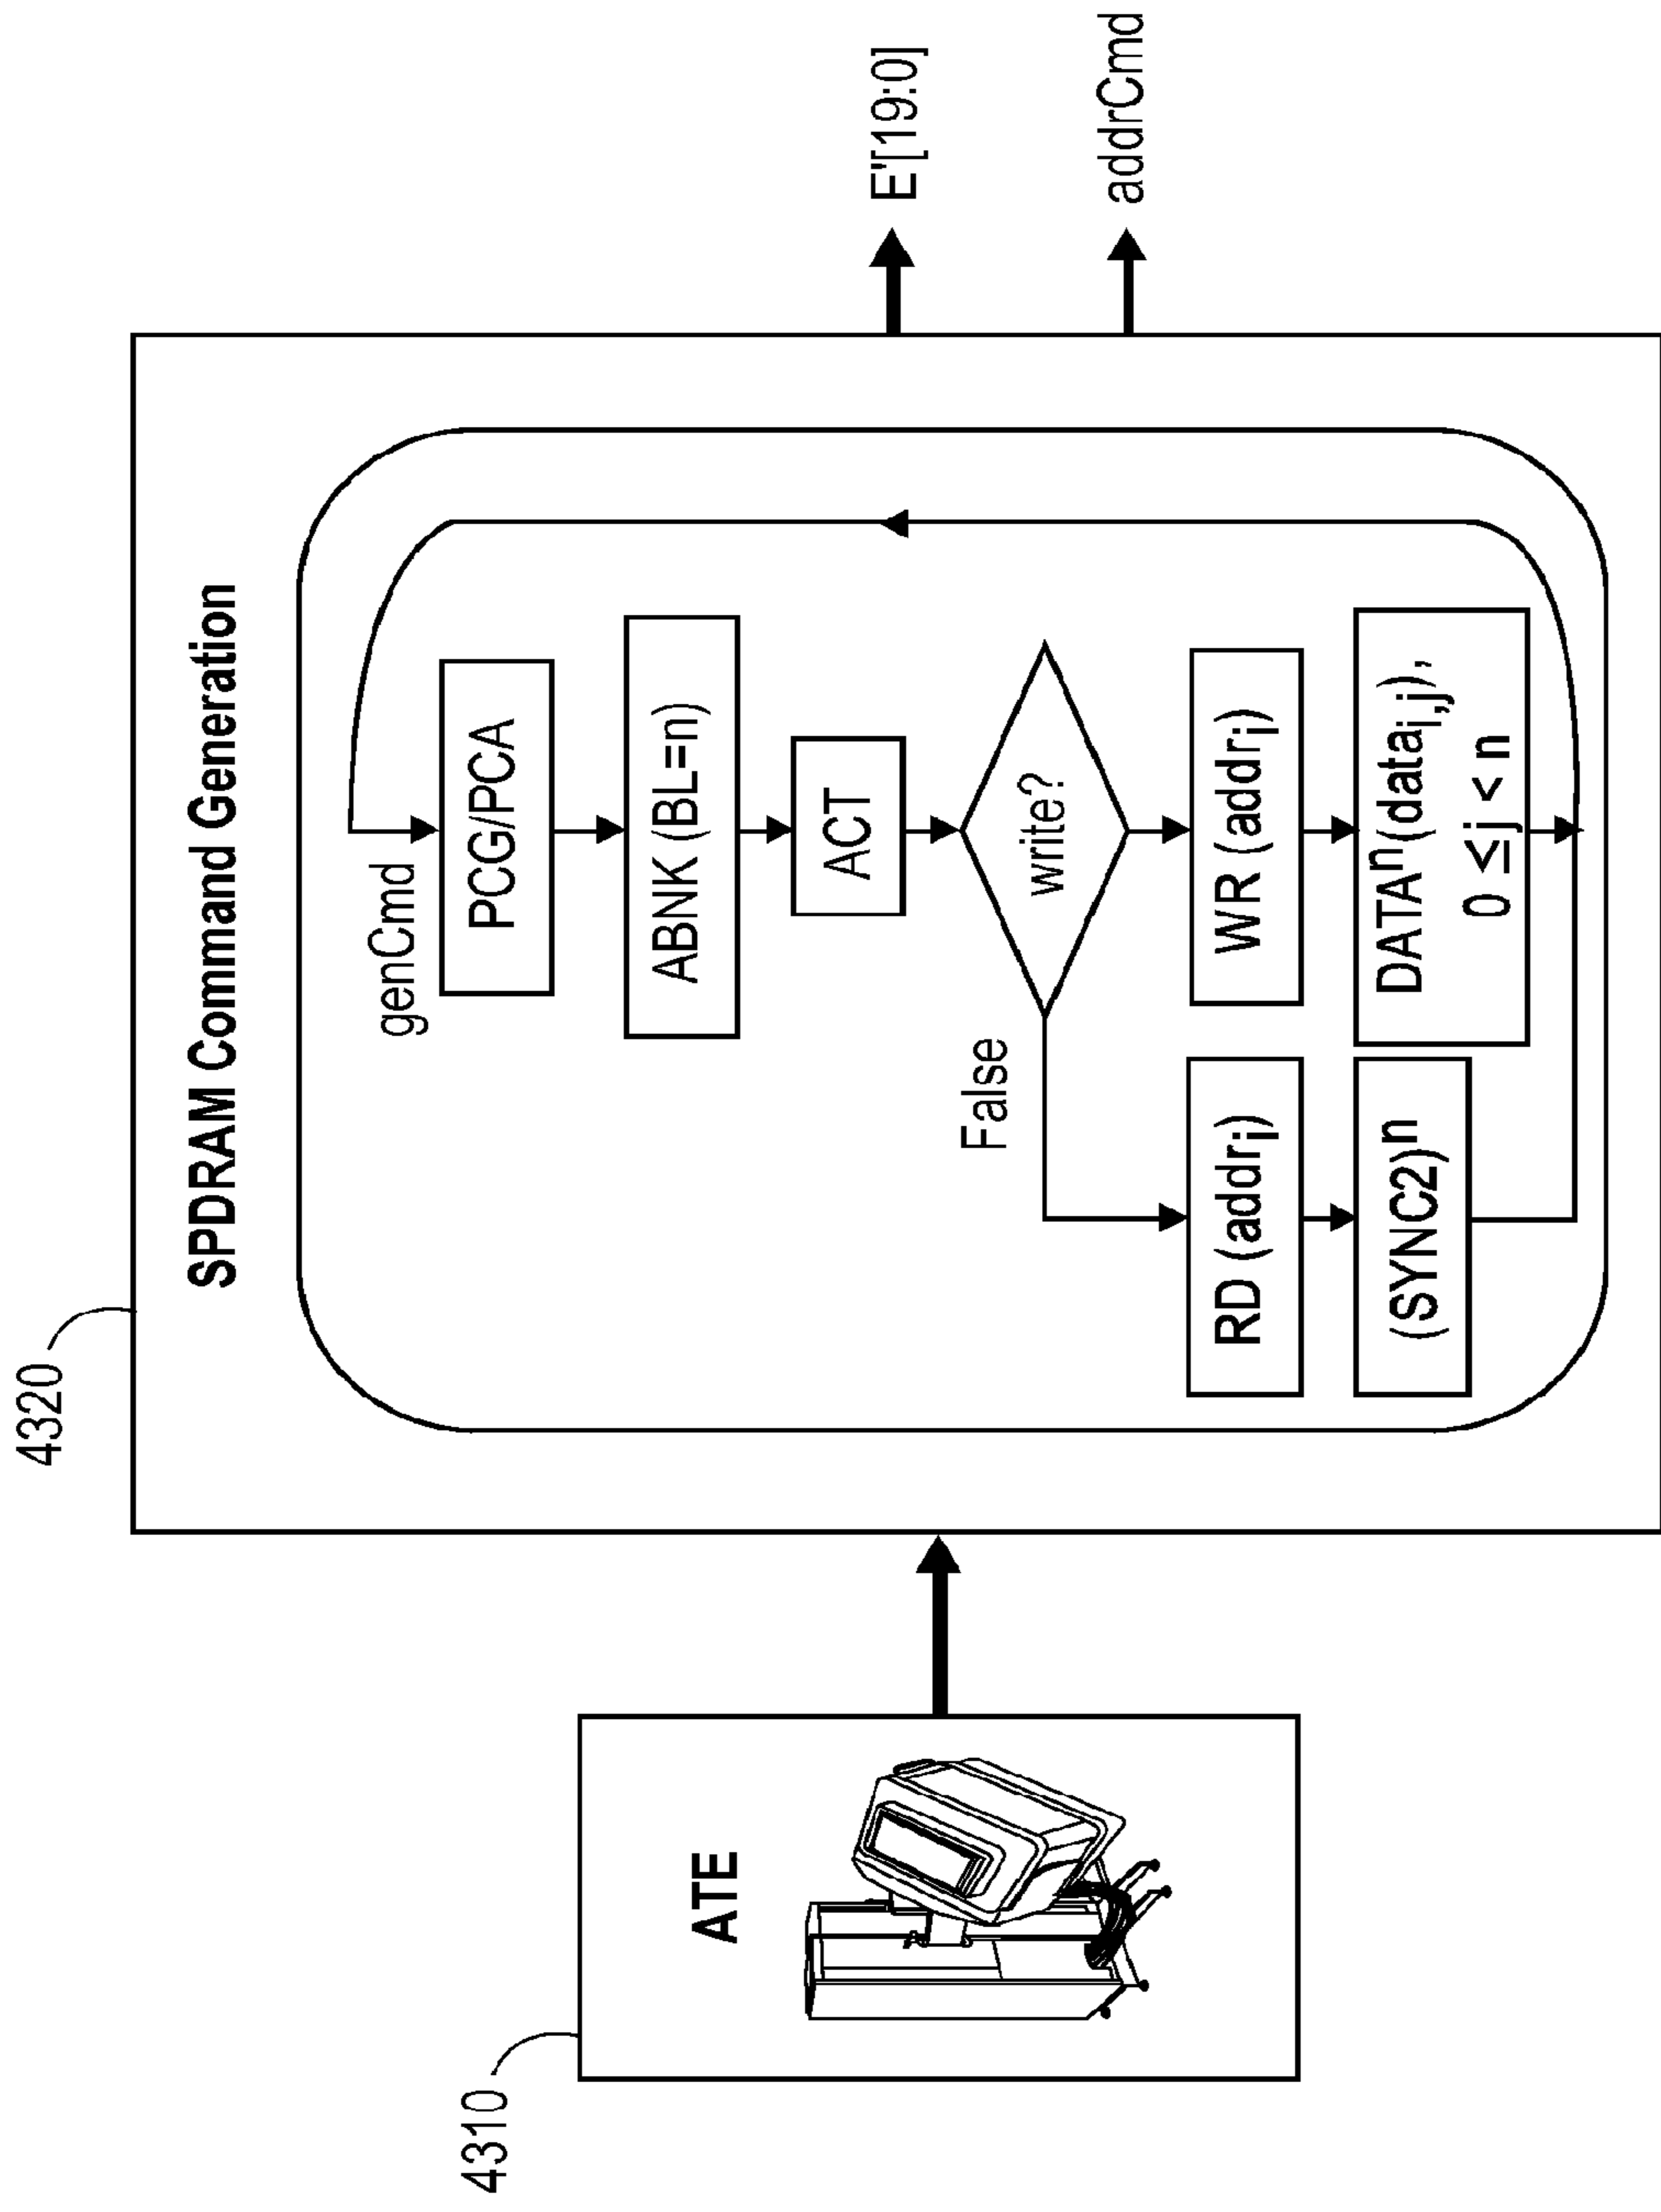 4310
ATE
4320
SPDRAM Command Generation
genCmd
PCG/PCA
ABNK (BL=n)
ACT
write?
False
RD (addrᵢ)
WR (addrᵢ)
(SYNC2)ⁿ
DATAⁿ(dataᵢ,ⱼ),
0 ≤j < n
E'[19:0]
addrCmd